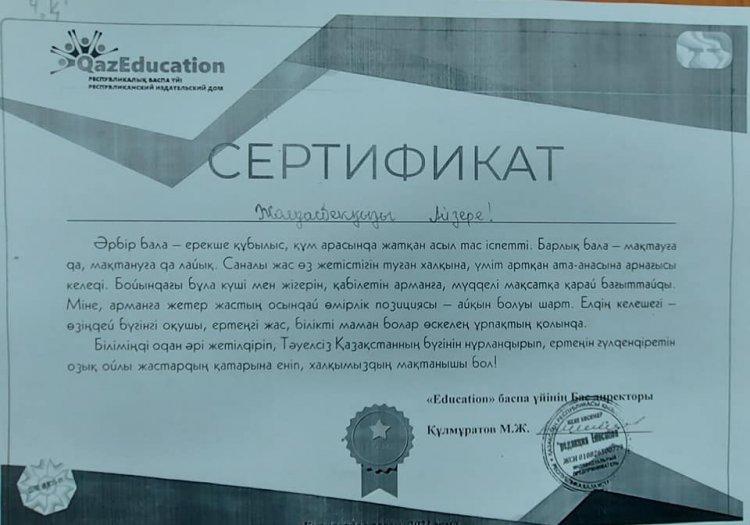 QazEducation
РЕСПУБЛИКАЛЫҚ БАСПА ҮЙІ
РЕСПУБЛИКАНСКИЙ ИЗДАТЕЛЬСКИЙ ДОМ
СЕРТИФИКАТ
Жалғасбекқызы Айзере!
Әрбір бала – ерекше құбылыс, құм арасында жатқан асыл тас іспетті. Барлық бала – мақтауға
да, мақтануға да лайық. Саналы жас өз жетістігін туған халқына, үміт артқан ата-анасына арнағысы
келеді. Бойындағы бұла күші мен жігерін, қабілетін арманға, мүдделі мақсатқа қарай бағыттайды.
Міне, арманға жетер жастың осындай өмірлік позициясы – айқын болуы шарт. Елдің келешегі –
өзіңдей бүгінгі оқушы, ертеңгі жас, білікті маман болар өскелең ұрпақтың қолында.
Біліміңді одан әрі жетілдіріп, Тәуелсіз Қазақстанның бүгінін нұрландырып, ертеңін гүлдендіретін
озық ойлы жастардың қатарына еніп, халқымыздың мақтанышы бол!
«Education» баспа үйінің Бас директоры
Құлмұратов М.Ж.